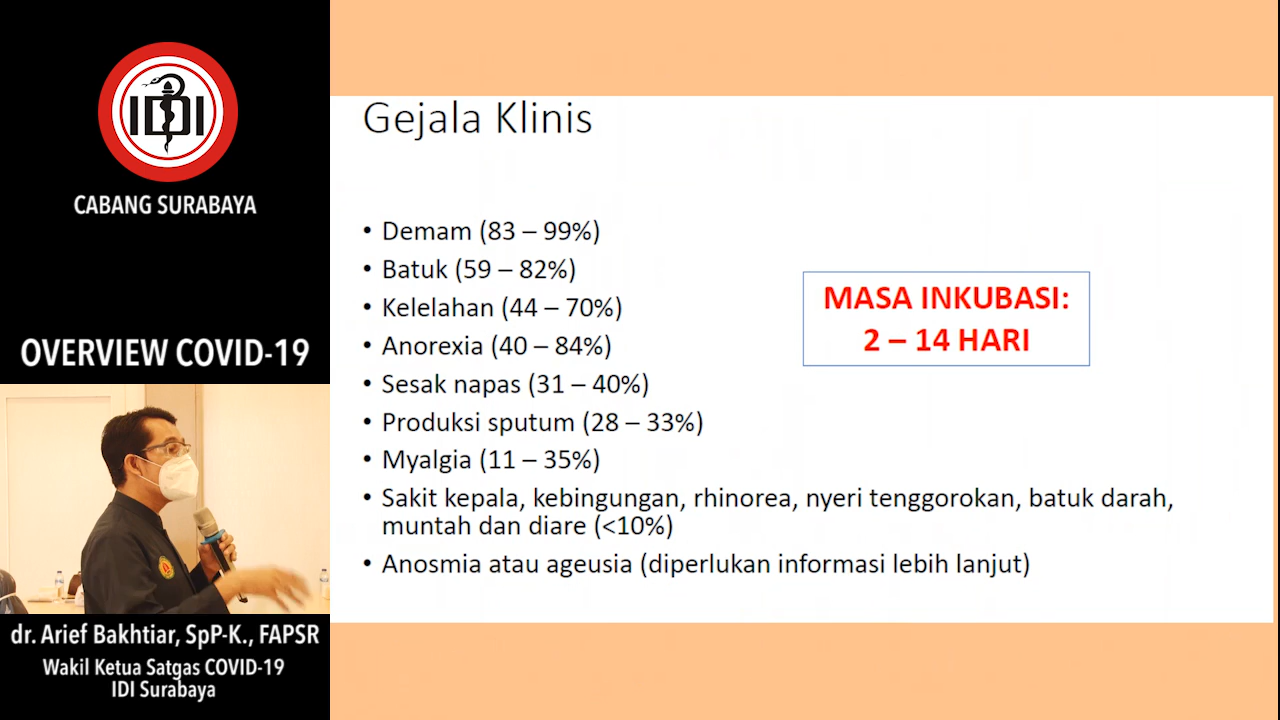 IDI
CABANG SURABAYA
OVERVIEW COVID-19
dr. Arief Bakhtiar, SpP-K., FAPSR
Wakil Ketua Satgas COVID-19
IDI Surabaya
Gejala Klinis
• Demam (83 – 99%)
• Batuk (59 – 82%)
• Kelelahan (44 – 70%)
• Anorexia (40 – 84%)
• Sesak napas (31 – 40%)
• Produksi sputum (28 – 33%)
• Myalgia (11 – 35%)
• Sakit kepala, kebingungan, rhinorea, nyeri tenggorokan, batuk darah,
muntah dan diare (<10%)
• Anosmia atau ageusia (diperlukan informasi lebih lanjut)
MASA INKUBASI:
2 – 14 HARI